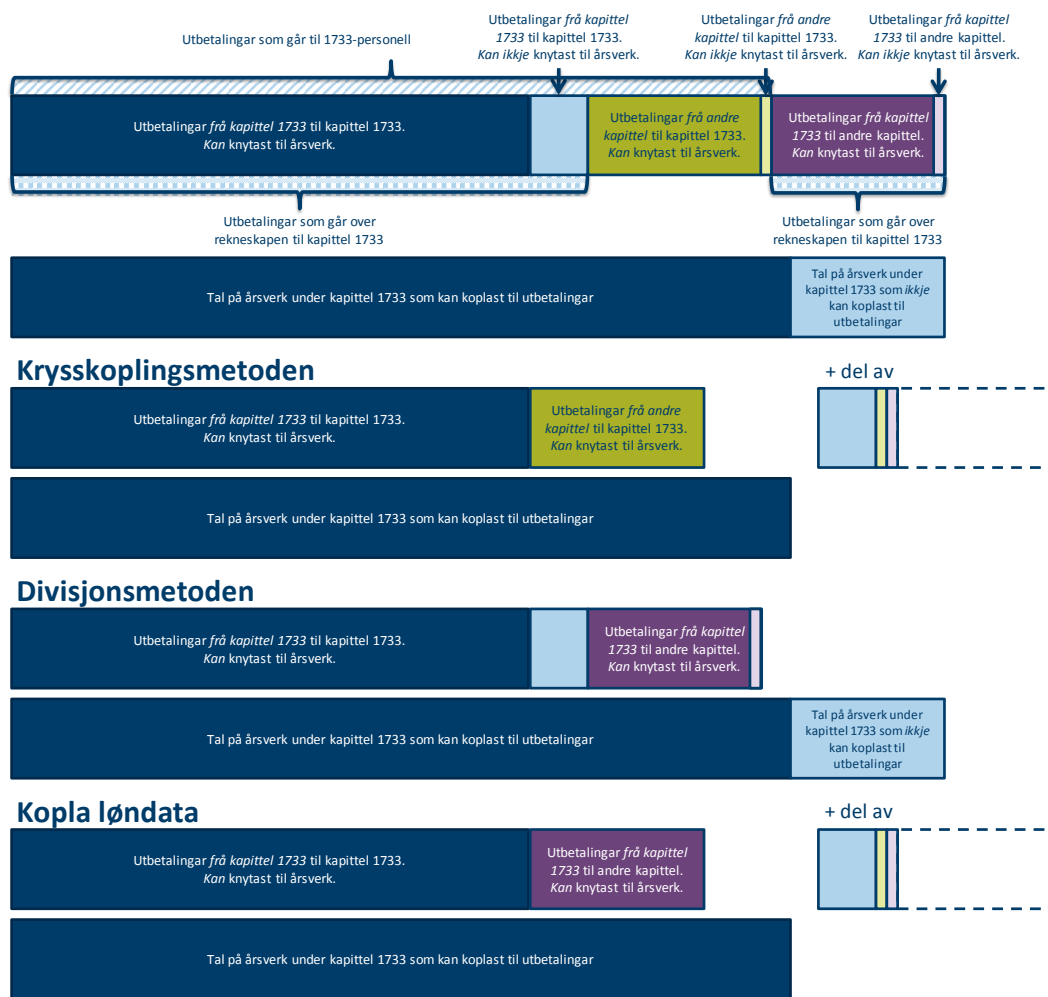 Utbetalingar som går til 1733-personell
Utbetalingar frå kapittel
1733 til kapittel 1733.
Kan ikkje knytast til årsverk.
Utbetalingar frå andre
kapittel til kapittel 1733.
Kan ikkje knytast til årsverk.
Utbetalingar frå kapittel
1733 til andre kapittel.
Kan ikkje knytast til årsverk.
Utbetalingar frå kapittel 1733 til kapittel 1733.
Kan knytast til årsverk.
Utbetalingar frå andre
kapittel til kapittel 1733.
Kan knytast til årsverk.
Utbetalingar frå kapittel
1733 til andre kapittel.
Kan knytast til årsverk.
Utbetalingar som går over
rekneskapen til kapittel 1733
Utbetalingar som går over
rekneskapen til kapittel 1733
Tal på årsverk under kapittel 1733 som kan koplast til utbetalingar
Tal på årsverk under
kapittel 1733 som ikkje
kan koplast til
utbetalingar
Krysskoplingsmetoden
+ del av
Utbetalingar frå kapittel 1733 til kapittel 1733.
Kan knytast til årsverk.
Utbetalingar frå andre
kapittel til kapittel 1733.
Kan knytast til årsverk.
Tal på årsverk under kapittel 1733 som kan koplast til utbetalingar
Divisjonsmetoden
Utbetalingar frå kapittel 1733 til kapittel 1733.
Kan knytast til årsverk.
Utbetalingar frå kapittel
1733 til andre kapittel.
Kan knytast til årsverk.
Tal på årsverk under kapittel 1733 som kan koplast til utbetalingar
Tal på årsverk under
kapittel 1733 som ikkje
kan koplast til
utbetalingar
Kopla løndata
+ del av
Utbetalingar frå kapittel 1733 til kapittel 1733.
Kan knytast til årsverk.
Utbetalingar frå kapittel
1733 til andre kapittel.
Kan knytast til årsverk.
Tal på årsverk under kapittel 1733 som kan koplast til utbetalingar